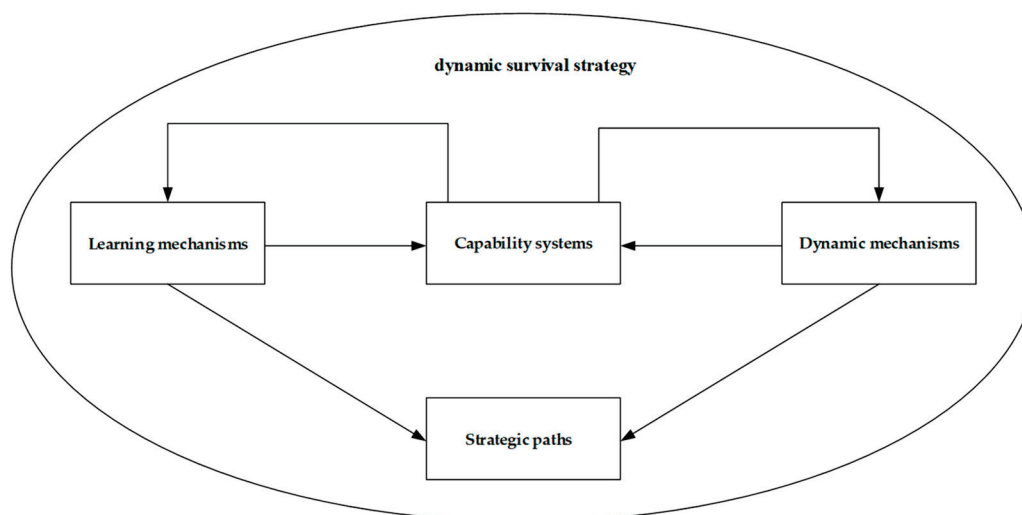 dynamic survival strategy
Learning mechanisms
Capability systems
Dynamic mechanisms
Strategic paths